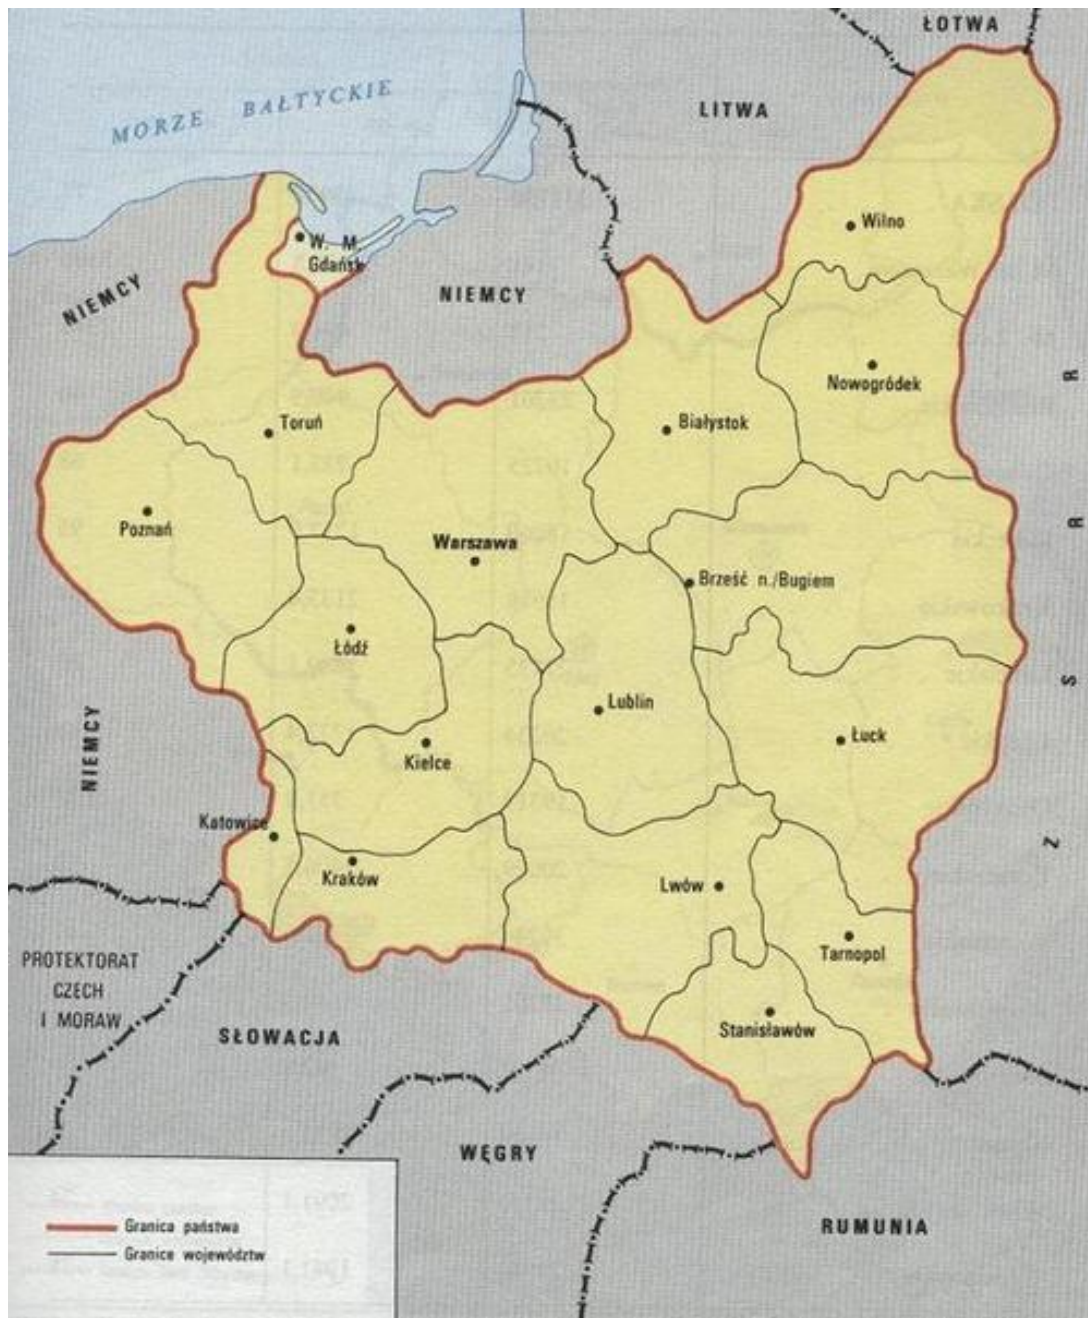 ŁOTWA
MORZE BAŁTYCKIE
LITWA
Wilno
W. M.
Gdańsk
NIEMCY
NIEMCY
Nowogródek
Toruń
Białystok
Poznań
Warszawa
Brześć n./Bugiem
Łódź
Lublin
NIEMCY
Łuck
Kielce
Katowice
Kraków
Lwów
Tarnopol
Z S R R
PROTEKTORAT
CZECH
I MORAW
SŁOWACJA
Stanisławów
WĘGRY
RUMUNIA
Granica państwa
Granice województw